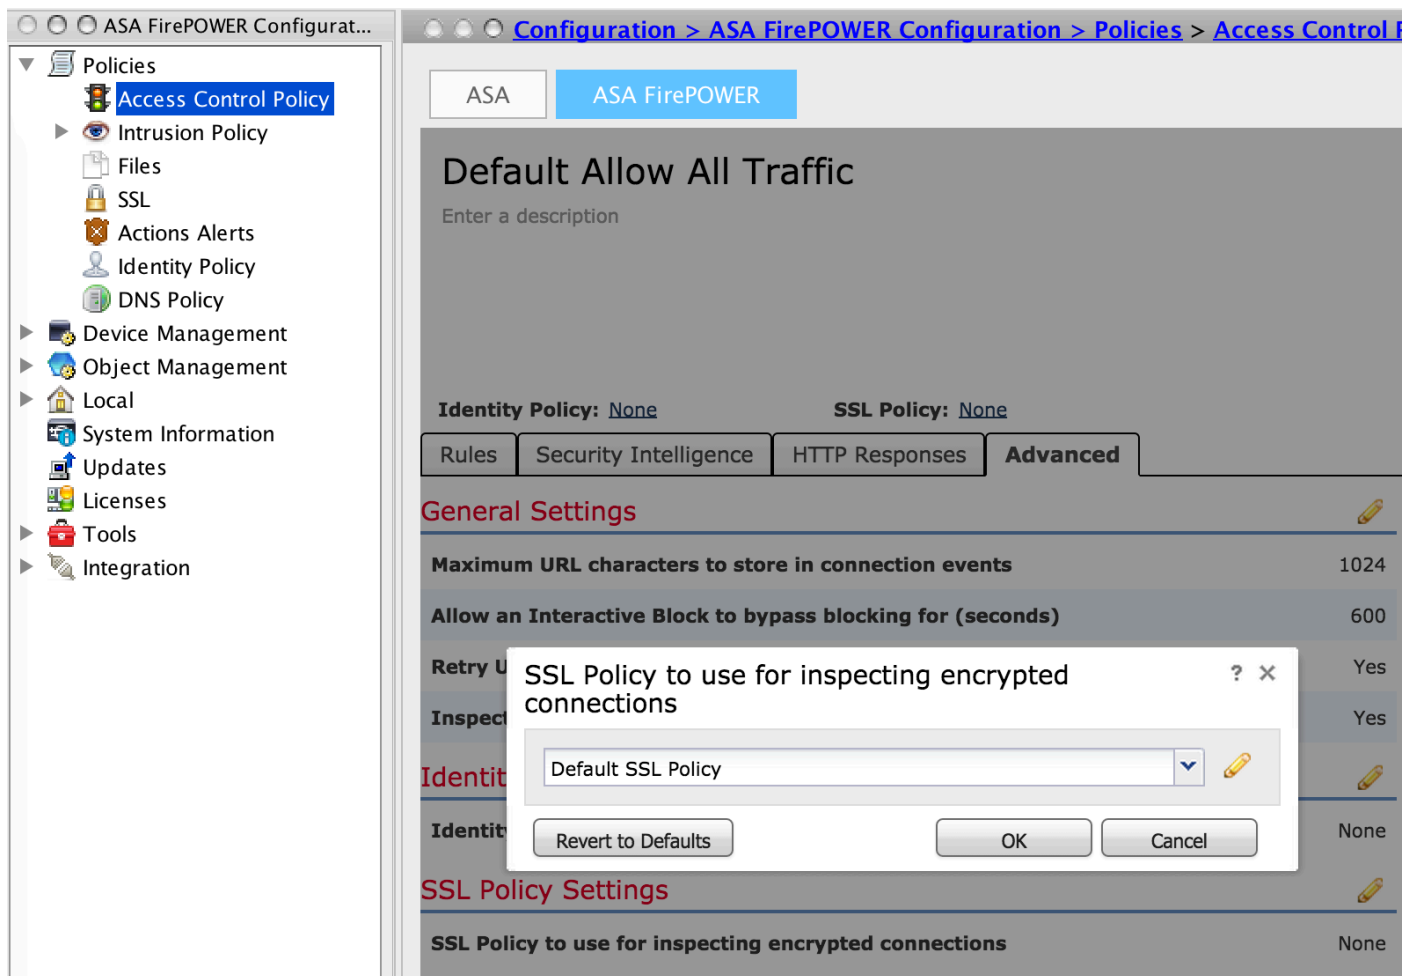 ASA FirePOWER Configurat...
Policies
Access Control Policy
Intrusion Policy
Files
SSL
Actions Alerts
Identity Policy
DNS Policy
Device Management
Object Management
Local
System Information
Updates
Licenses
Tools
Integration
Configuration > ASA FirePOWER Configuration > Policies > Access Control
ASA
ASA FirePOWER
Default Allow All Traffic
Enter a description
Identity Policy: None SSL Policy: None
Rules Security Intelligence HTTP Responses Advanced
General Settings
Maximum URL characters to store in connection events 1024
Allow an Interactive Block to bypass blocking for (seconds) 600
Retry Yes
Yes
SSL Policy to use for inspecting encrypted
connections
? ×
Default SSL Policy
Revert to Defaults OK Cancel
None
SSL Policy Settings
SSL Policy to use for inspecting encrypted connections None